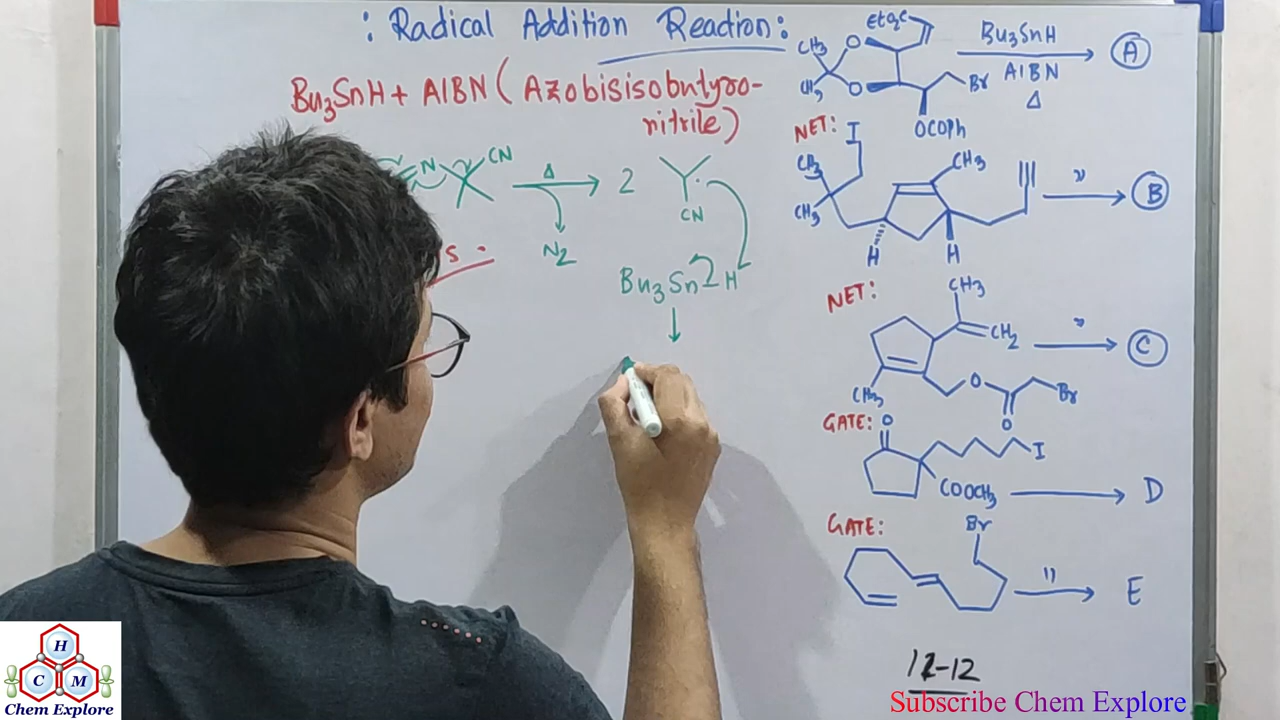 : Radical Addition Reaction:
Bu3SnH + AIBN ( Azobisisobutyro-
nitrile)
N
CN
Δ
2
CN
N2
S.
Bu3Sn H
EtO2C
CH3
O
CH3
O
Br
OCOPh
Bu3SnH
AIBN
Δ
A
NET:
I
CH3
CH3
CH3
H
H
"
B
NET:
CH3
CH2
CH3
O
O
Br
"
C
GATE:
O
I
COOCH3
D
GATE:
Br
"
E
12-12
Subscribe Chem Explore
H
C
M
Chem Explore